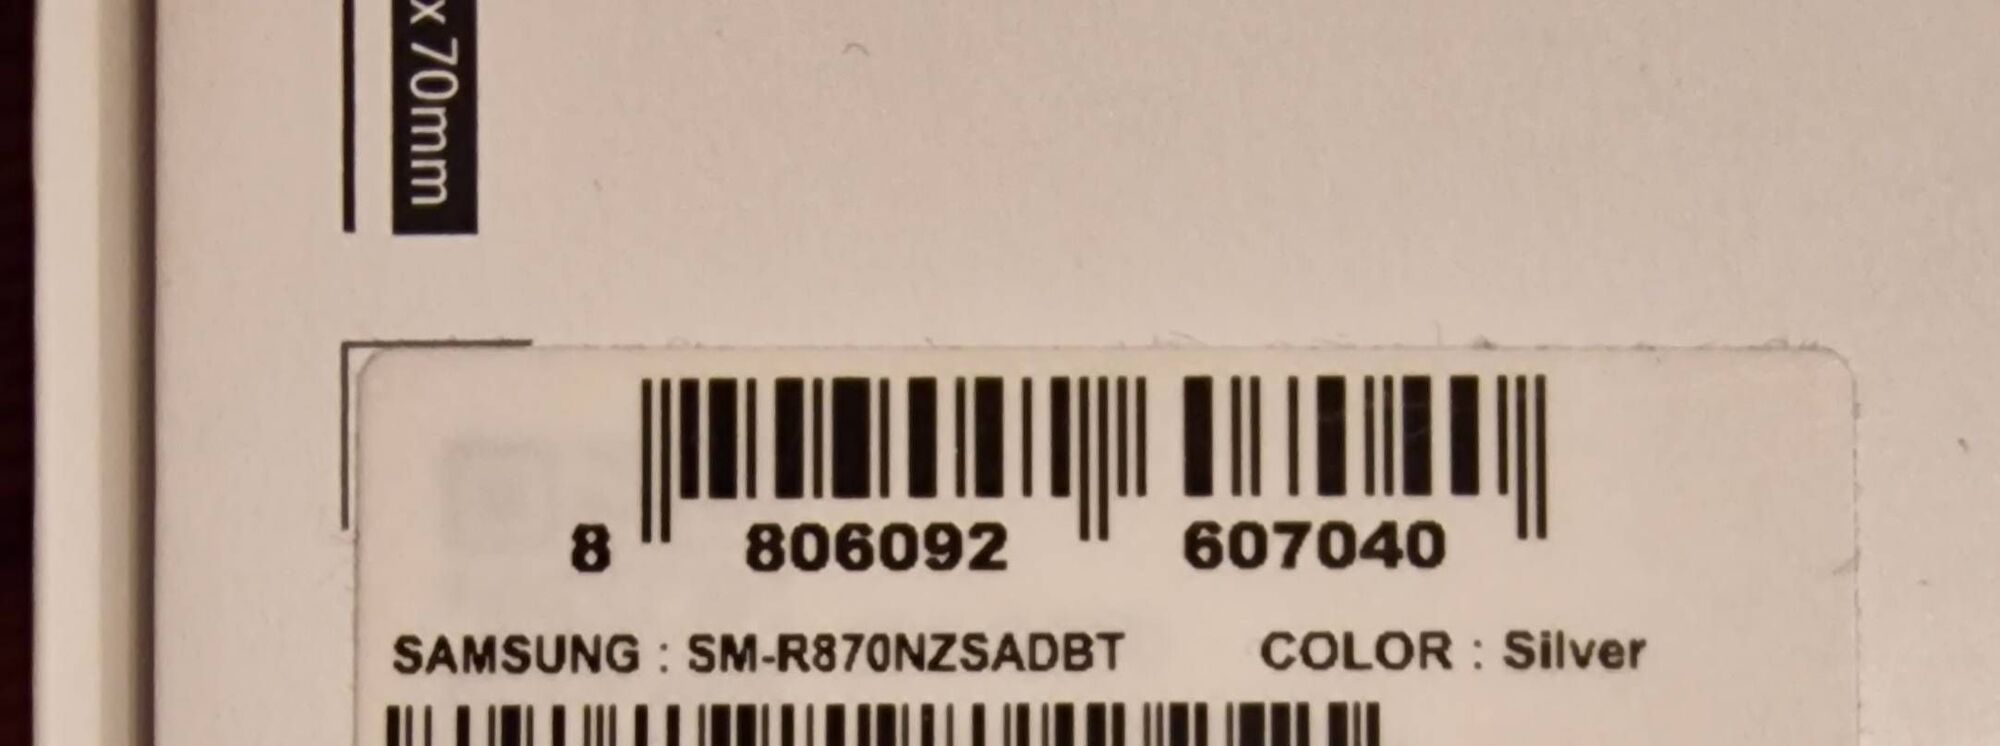 x 70mm
8 806092 607040
SAMSUNG : SM-R870NZSADBT COLOR : Silver